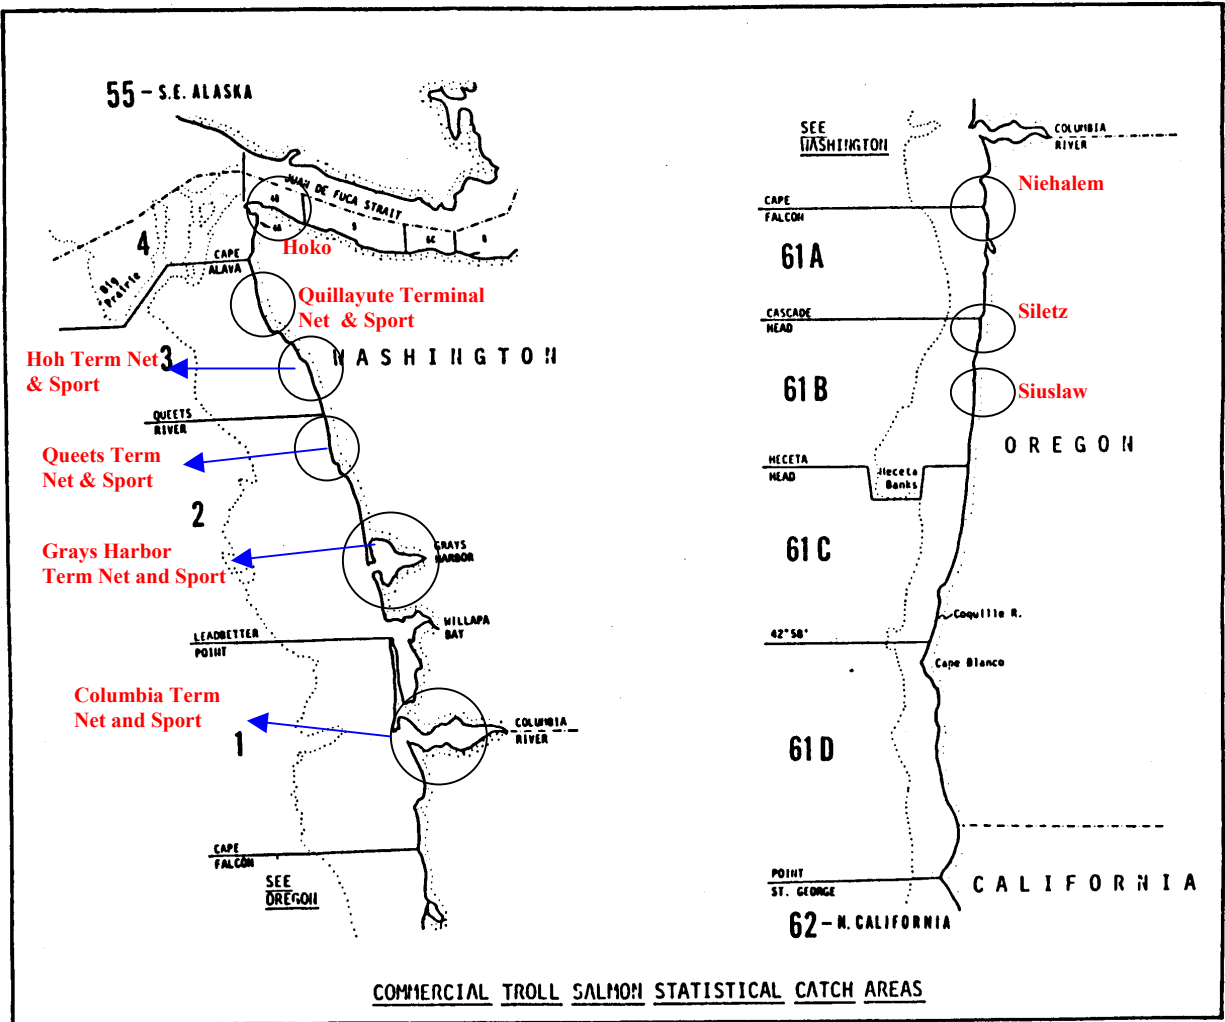 55 - S.E. ALASKA
JUAN DE FUCA STRAIT
4B
4A
5
6C
Hoko
4
Big
Prairie
CAPE
ALAVA
Quillayute Terminal
Net & Sport
WASHINGTON
Hoh Term Net
& Sport
3
QUEETS
RIVER
Queets Term
Net & Sport
2
Grays Harbor
Term Net and Sport
GRAYS
HARBOR
WILLAPA
BAY
LEADBETTER
POINT
Columbia Term
Net and Sport
1
COLUMBIA
RIVER
CAPE
FALCON
SEE
OREGON
SEE
WASHINGTON
COLUMBIA
RIVER
Niehalem
CAPE
FALCON
61A
CASCADE
HEAD
Siletz
61B
Siuslaw
OREGON
HECETA
HEAD
Heceta
Banks
61C
Coquille R.
42°50'
Cape Blanco
61D
POINT
ST. GEORGE
CALIFORNIA
62 - N. CALIFORNIA
COMMERCIAL TROLL SALMON STATISTICAL CATCH AREAS